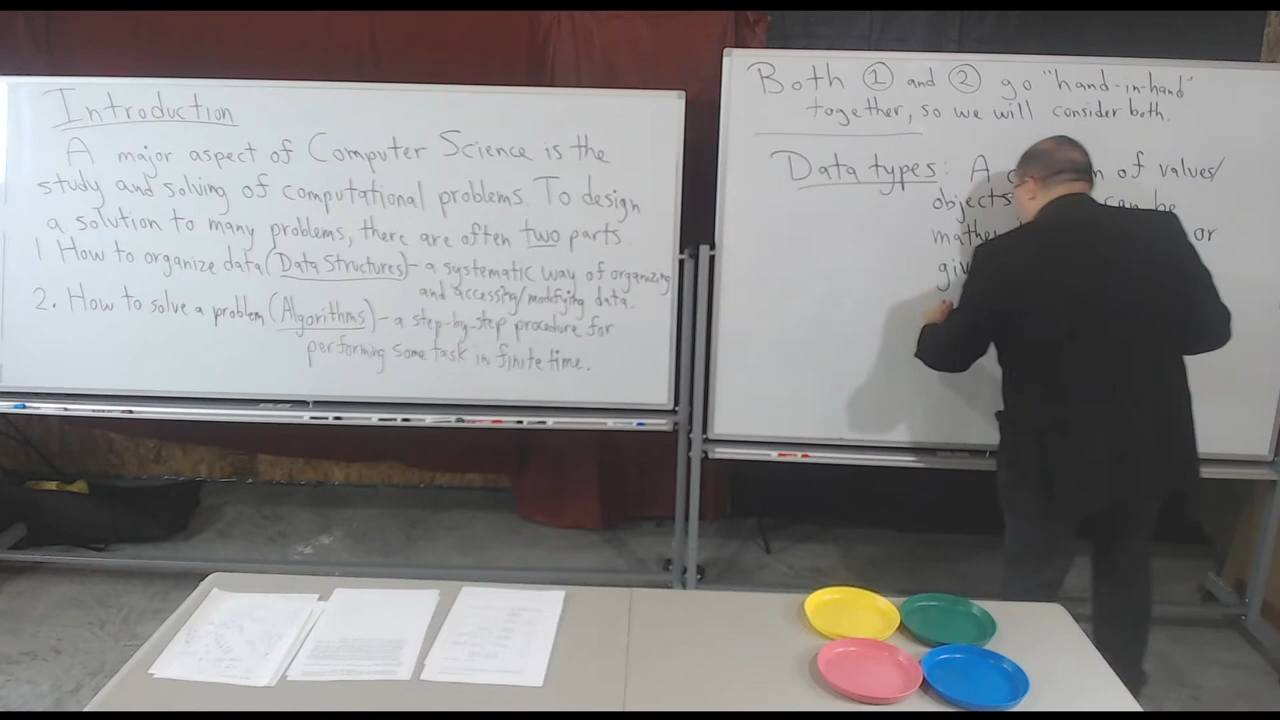 Introduction
A major aspect of Computer Science is the
study and solving of computational problems. To design
a solution to many problems, there are often two parts.
1 How to organize data (Data Structures) - a systematic way of organizing
and accessing/modifying data.
2. How to solve a problem (Algorithms) - a step-by-step procedure for
performing some task in finite time.
Both ① and ② go "hand-in-hand"
together, so we will consider both.
Data types: A of values/
objects can be
or